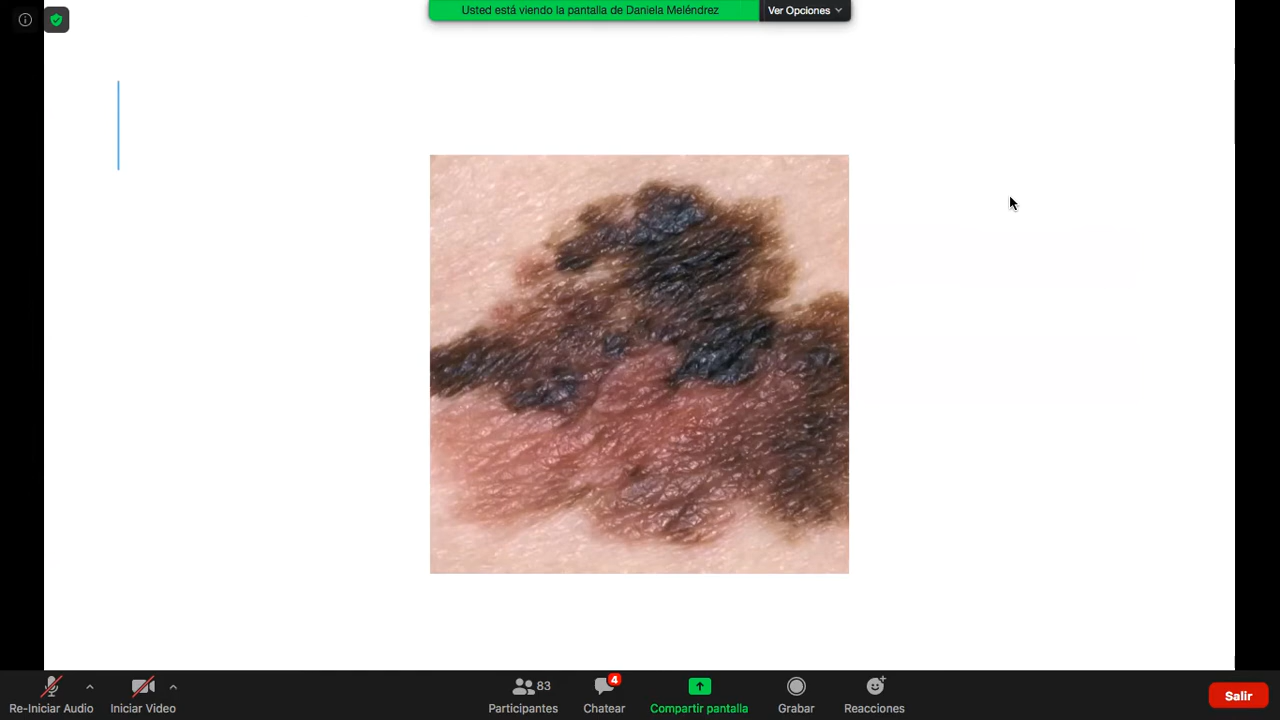 Usted está viendo la pantalla de Daniela Meléndrez
Ver Opciones
Re-Iniciar Audio
Iniciar Video
83
Participantes
4
Chatear
Compartir pantalla
Grabar
Reacciones
Salir